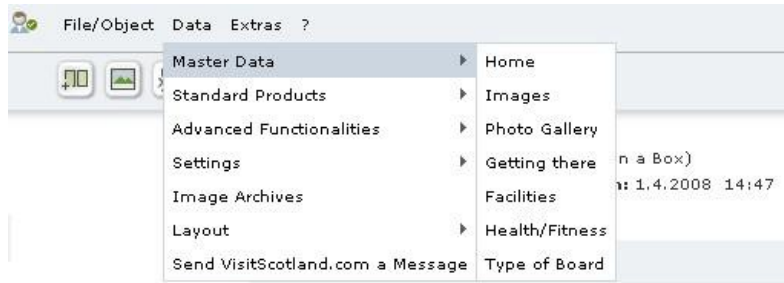 File/Object Data Extras ?
Master Data
Standard Products
Advanced Functionalities
Settings
Image Archives
Layout
Send VisitScotland.com a Message
Home
Images
Photo Gallery
Getting there
Facilities
Health/Fitness
Type of Board
n a Box)
: 1.4.2008 14:47